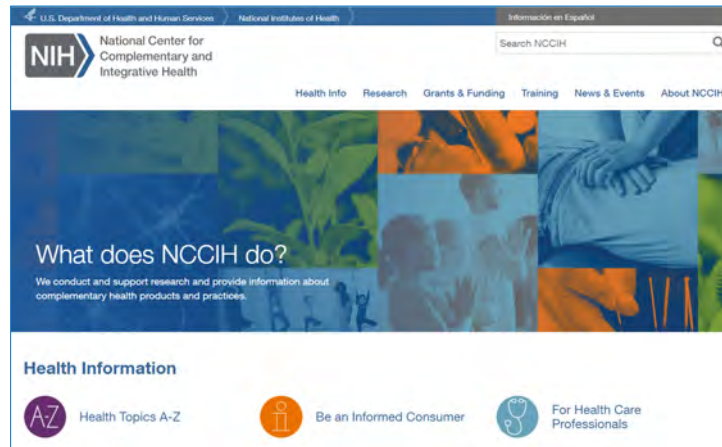 U.S. Department of Health and Human Services National Institutes of Health Información en Español
NIH
National Center for
Complementary and
Integrative Health
Search NCCIH
Health Info Research Grants & Funding Training News & Events About NCCIH
What does NCCIH do?
We conduct and support research and provide information about
complementary health products and practices.
Health Information
A-Z
Health Topics A-Z
i
Be an Informed Consumer
For Health Care
Professionals